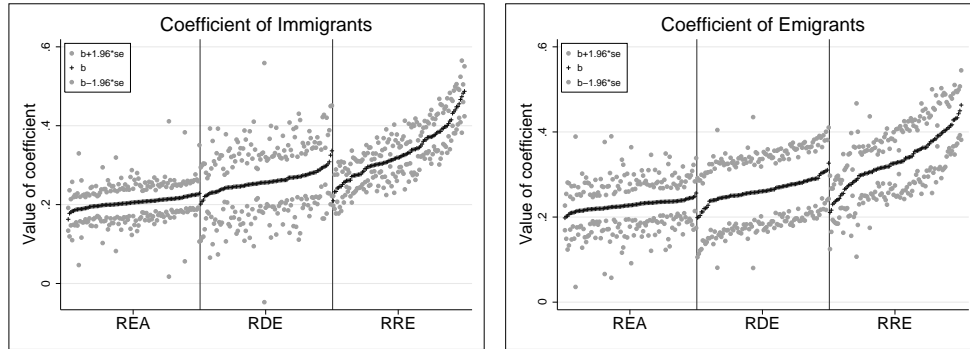 Coefficient of Immigrants
Value of coefficient
.6
.4
.2
0
b+1.96*se
b
b−1.96*se
REA RDE RRE
Coefficient of Emigrants
Value of coefficient
.6
.4
.2
0
b+1.96*se
b
b−1.96*se
REA RDE RRE